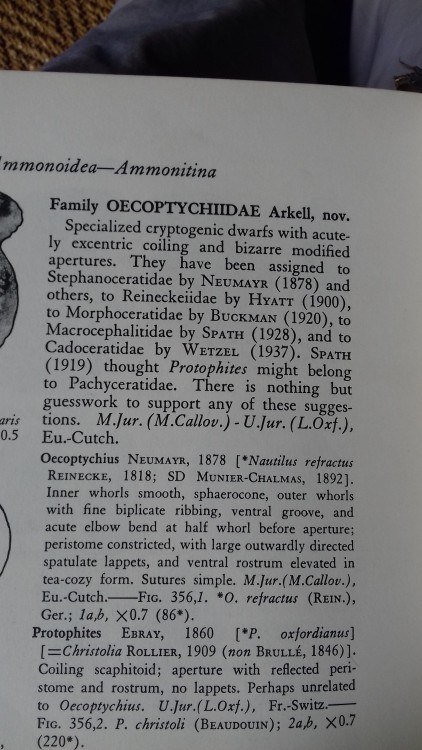 mmonoidea—Ammonitina
Family OECOPTYCHIIDAE Arkell, nov.
Specialized cryptogenic dwarfs with acute-
ly excentric coiling and bizarre modified
apertures. They have been assigned to
Stephanoceratidae by NEUMAYR (1878) and
others, to Reineckeiidae by HYATT (1900),
to Morphoceratidae by BUCKMAN (1920), to
Macrocephalitidae by SPATH (1928), and to
Cadoceratidae by WETZEL (1937). SPATH
(1919) thought Protophites might belong
to Pachyceratidae. There is nothing but
guesswork to support any of these sugges-
tions. M.Jur. (M.Callov.) - U.Jur. (L.Oxf.),
Eu.-Cutch.
aris
0.5
Oecoptychius NEUMAYR, 1878 [*Nautilus refractus
REINECKE, 1818; SD MUNIER-CHALMAS, 1892].
Inner whorls smooth, sphaerocone, outer whorls
with fine biplicate ribbing, ventral groove, and
acute elbow bend at half whorl before aperture;
peristome constricted, with large outwardly directed
spatulate lappets, and ventral rostrum elevated in
tea-cozy form. Sutures simple. M.Jur.(M.Callov.),
Eu.-Cutch.——FIG. 356,1. *O. refractus (REIN.),
Ger.; 1a,b, ×0.7 (86*).
Protophites EBRAY, 1860 [*P. oxfordianus]
[=Christolia ROLLIER, 1909 (non BRULLÉ, 1846)].
Coiling scaphitoid; aperture with reflected peri-
stome and rostrum, no lappets. Perhaps unrelated
to Oecoptychius. U.Jur.(L.Oxf.), Fr.-Switz.——
FIG. 356,2. P. christoli (BEAUDOUIN); 2a,b, ×0.7
(220*).